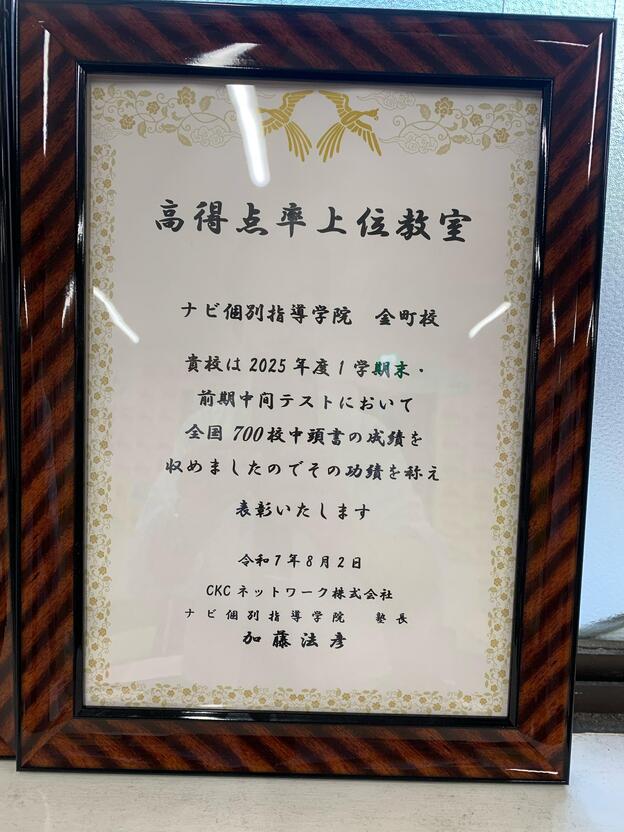 高得点率上位教室
ナビ個別指導学院 金町校
貴校は2025年度1学期末・
前期中間テストにおいて
全国700校中頭書の成績を
収めましたのでその功績を称え
表彰いたします
令和7年8月2日
CKCネットワーク株式会社
ナビ個別指導学院 塾長
加藤法彦